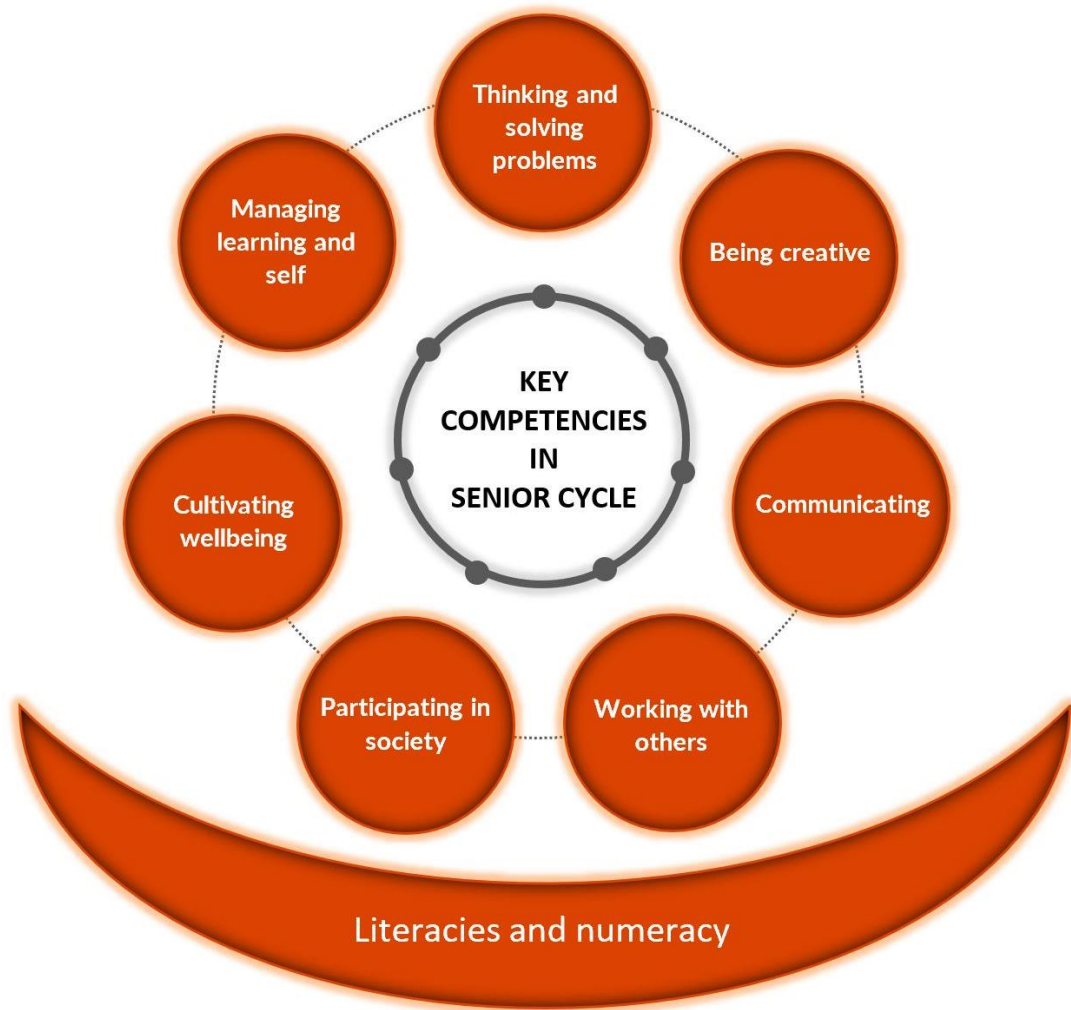 Thinking and
solving
problems
Managing
learning and
self
Being creative
KEY
COMPETENCIES
IN
SENIOR CYCLE
Cultivating
wellbeing
Communicating
Participating in
society
Working with
others
Literacies and numeracy